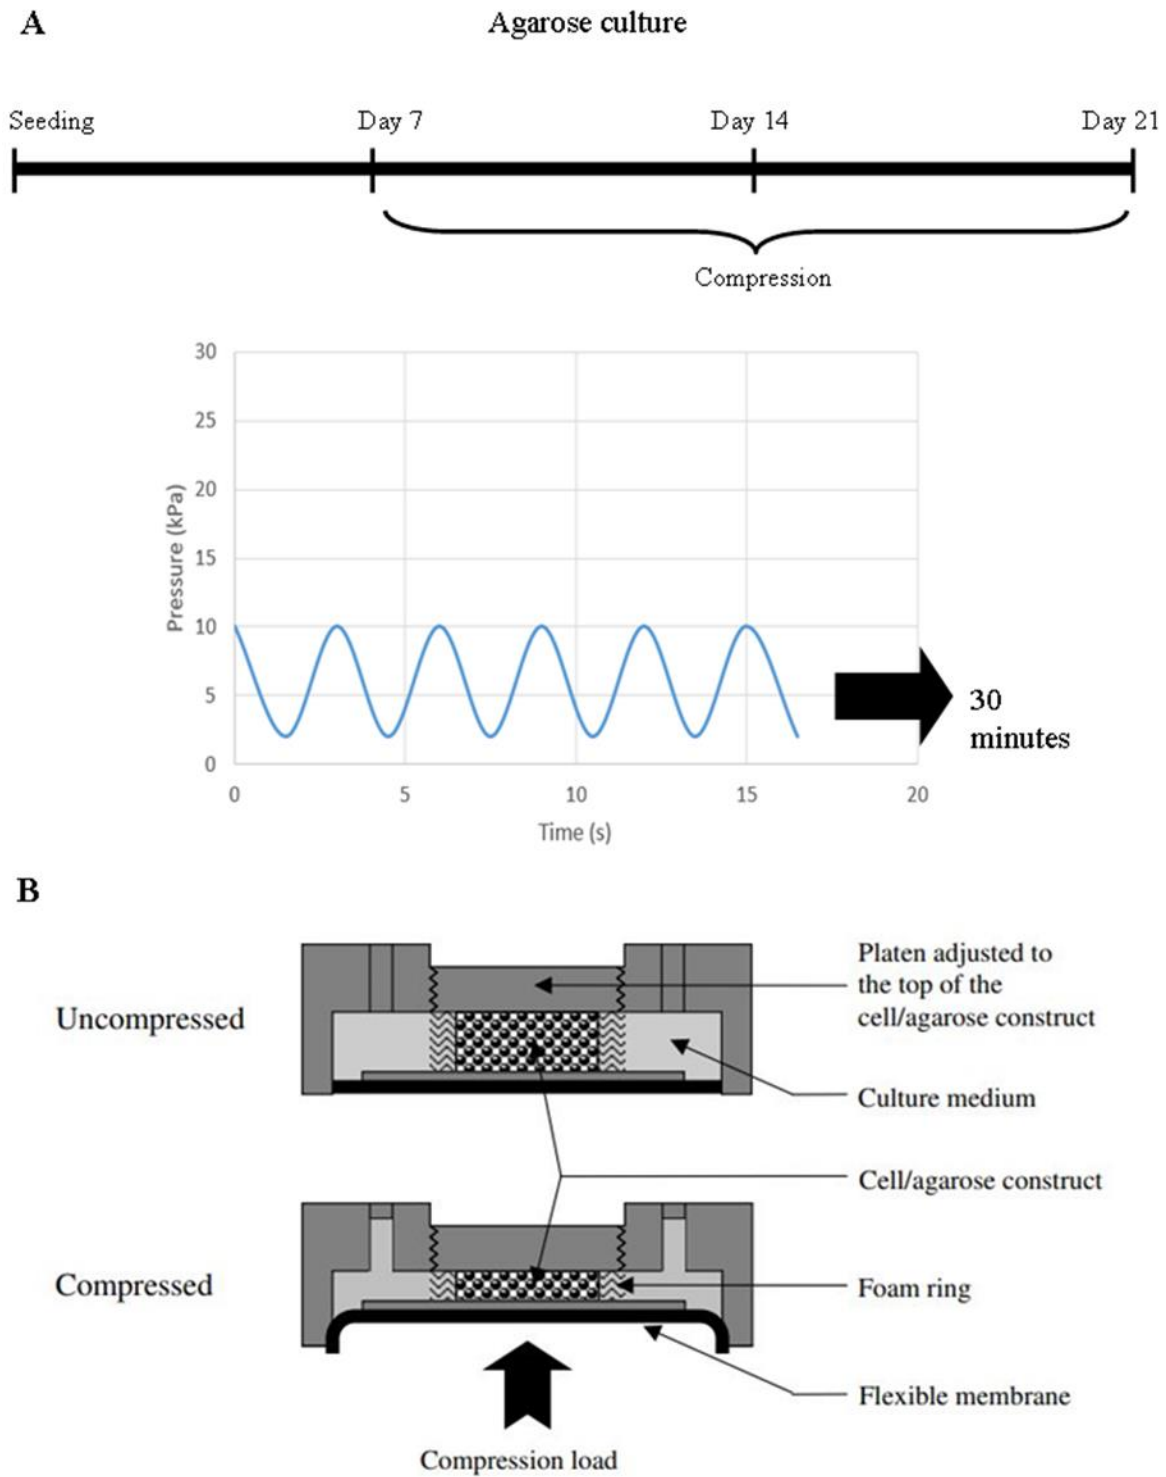 A
Agarose culture
Seeding
Day 7
Day 14
Day 21
Compression
30
25
20
15
10
5
0
Pressure (kPa)
0
5
10
15
20
Time (s)
30
minutes
B
Uncompressed
Platen adjusted to
the top of the
cell/agarose construct
Culture medium
Cell/agarose construct
Compressed
Foam ring
Flexible membrane
Compression load